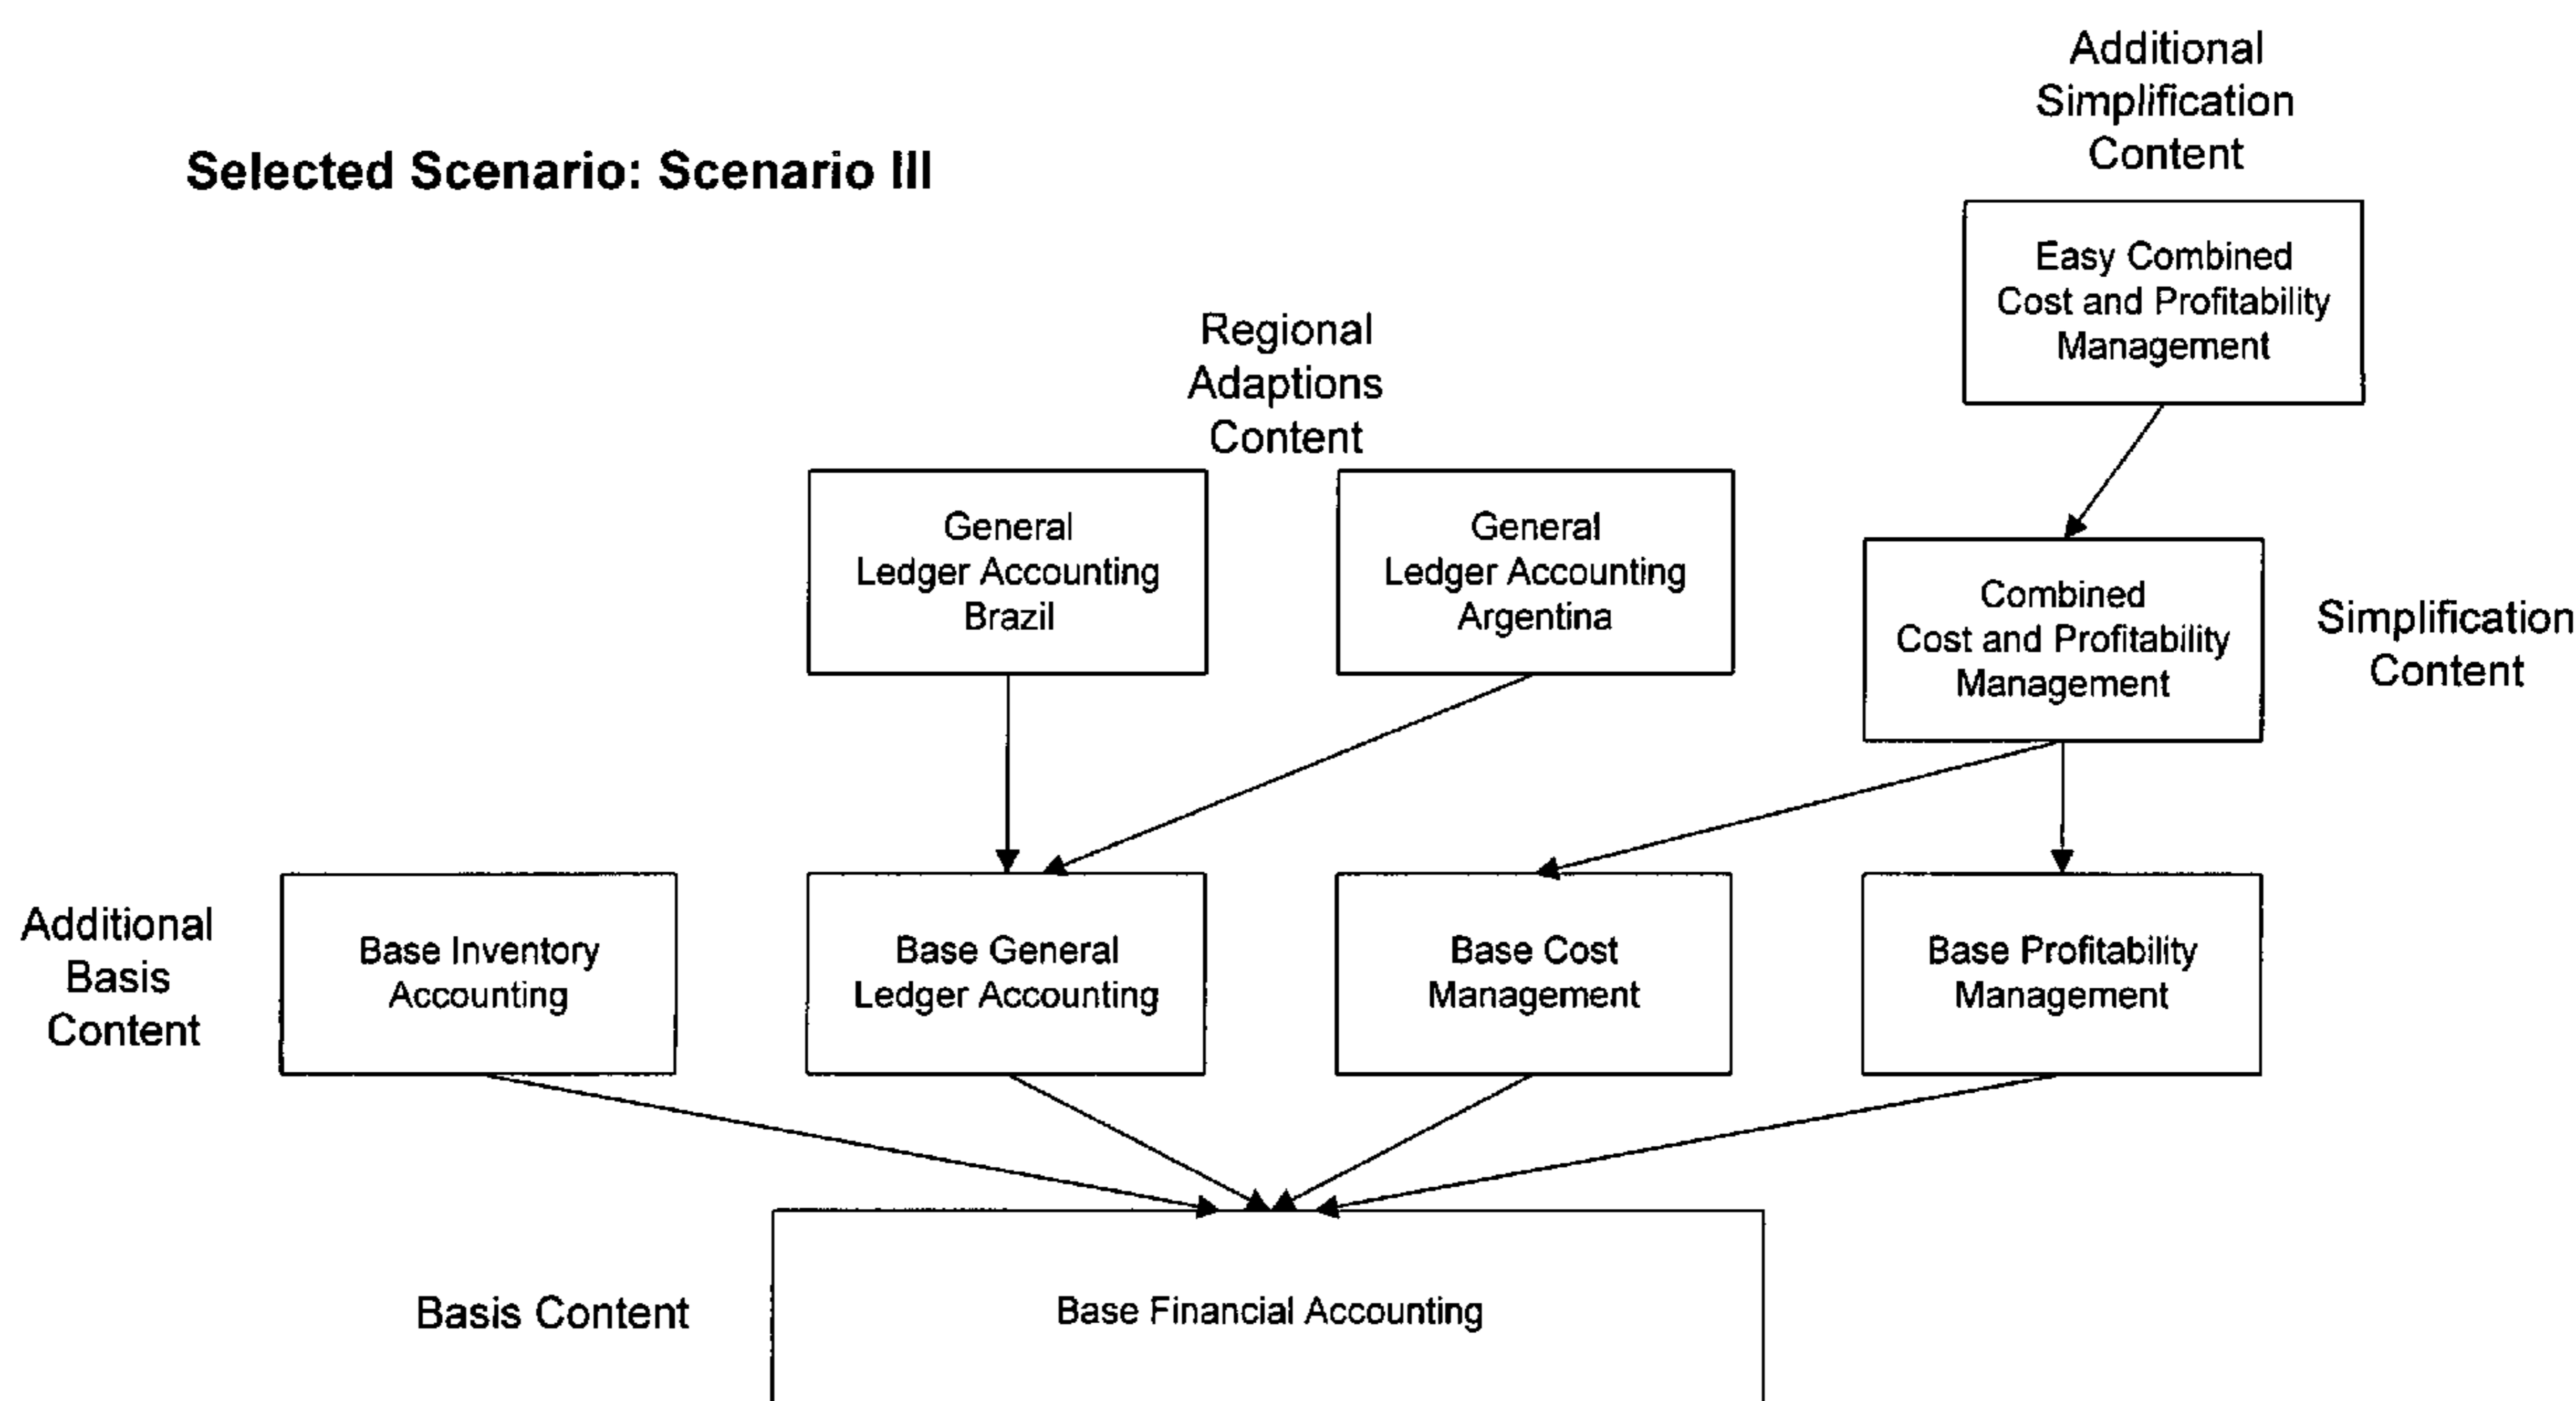 Additional
Simplification
Content
Selected Scenario: Scenario III
Easy Combined
Cost and Profitability
Management
Regional
Adaptions
Content
General
Ledger Accounting
Brazil
General
Ledger Accounting
Argentina
Combined
Cost and Profitability
Management
Simplification
Content
Additional
Basis
Content
Base Inventory
Accounting
Base General
Ledger Accounting
Base Cost
Management
Base Profitability
Management
Basis Content
Base Financial Accounting